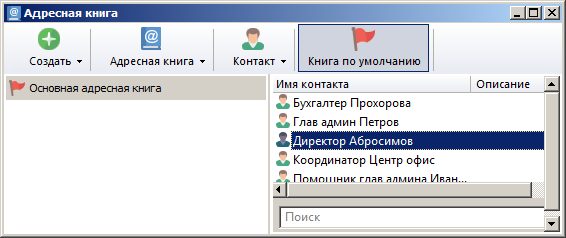 Адресная книга
Создать Адресная книга Контакт Книга по умолчанию
Основная адресная книга
Имя контакта Описание
Бухгалтер Прохорова
Глав админ Петров
Директор Абросимов
Координатор Центр офис
Помощник глав админа Иван...
Поиск